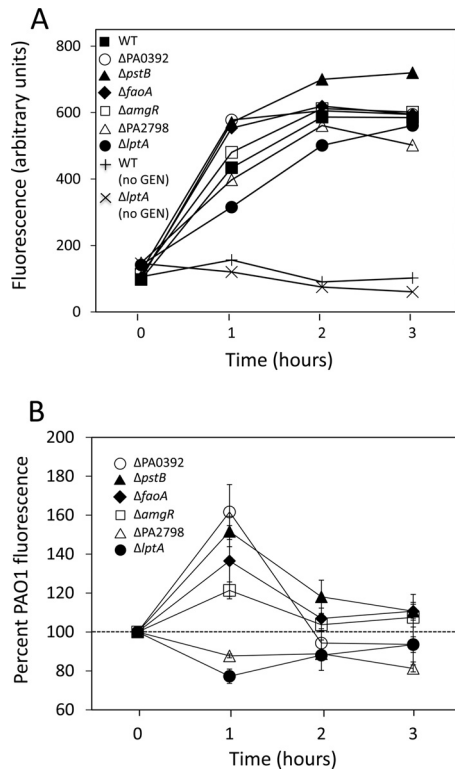 A
800
600
400
200
0
Fluorescence (arbitrary units)
WT
ΔPA0392
ΔpstB
ΔfaoA
ΔamgR
ΔPA2798
ΔlptA
WT
(no GEN)
ΔlptA
(no GEN)
0 1 2 3
Time (hours)
B
200
180
160
140
120
100
80
60
Percent PAO1 fluorescence
ΔPA0392
ΔpstB
ΔfaoA
ΔamgR
ΔPA2798
ΔlptA
0 1 2 3
Time (hours)